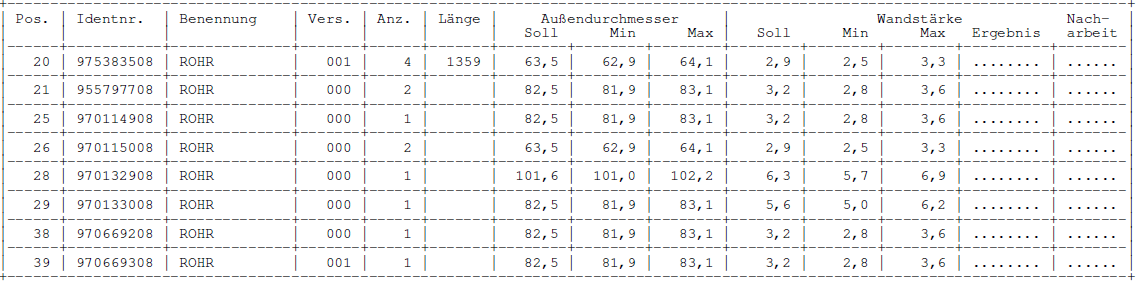 Pos. Identnr. Benennung Vers. Anz. Länge Außendurchmesser Wandstärke Nach-
Soll Min Max Soll Min Max Ergebnis arbeit
20 975383508 ROHR 001 4 1359 63,5 62,9 64,1 2,9 2,5 3,3 ........ ......
21 955797708 ROHR 000 2 82,5 81,9 83,1 3,2 2,8 3,6 ........ ......
25 970114908 ROHR 000 1 82,5 81,9 83,1 3,2 2,8 3,6 ........ ......
26 970115008 ROHR 000 2 63,5 62,9 64,1 2,9 2,5 3,3 ........ ......
28 970132908 ROHR 000 1 101,6 101,0 102,2 6,3 5,7 6,9 ........ ......
29 970133008 ROHR 000 1 82,5 81,9 83,1 5,6 5,0 6,2 ........ ......
38 970669208 ROHR 000 1 82,5 81,9 83,1 3,2 2,8 3,6 ........ ......
39 970669308 ROHR 001 1 82,5 81,9 83,1 3,2 2,8 3,6 ........ ......